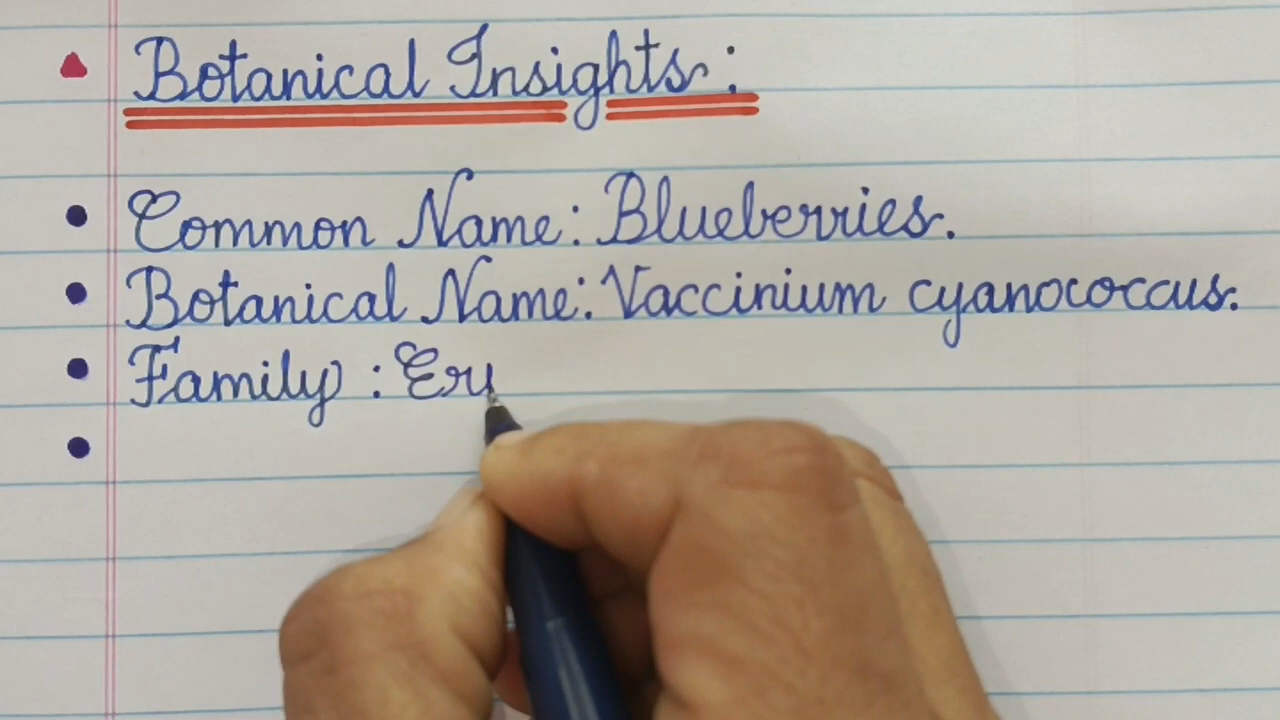 Botanical Insights:
Common Name: Blueberries.
Botanical Name: Vaccinium cyanococcus.
Family : Eri